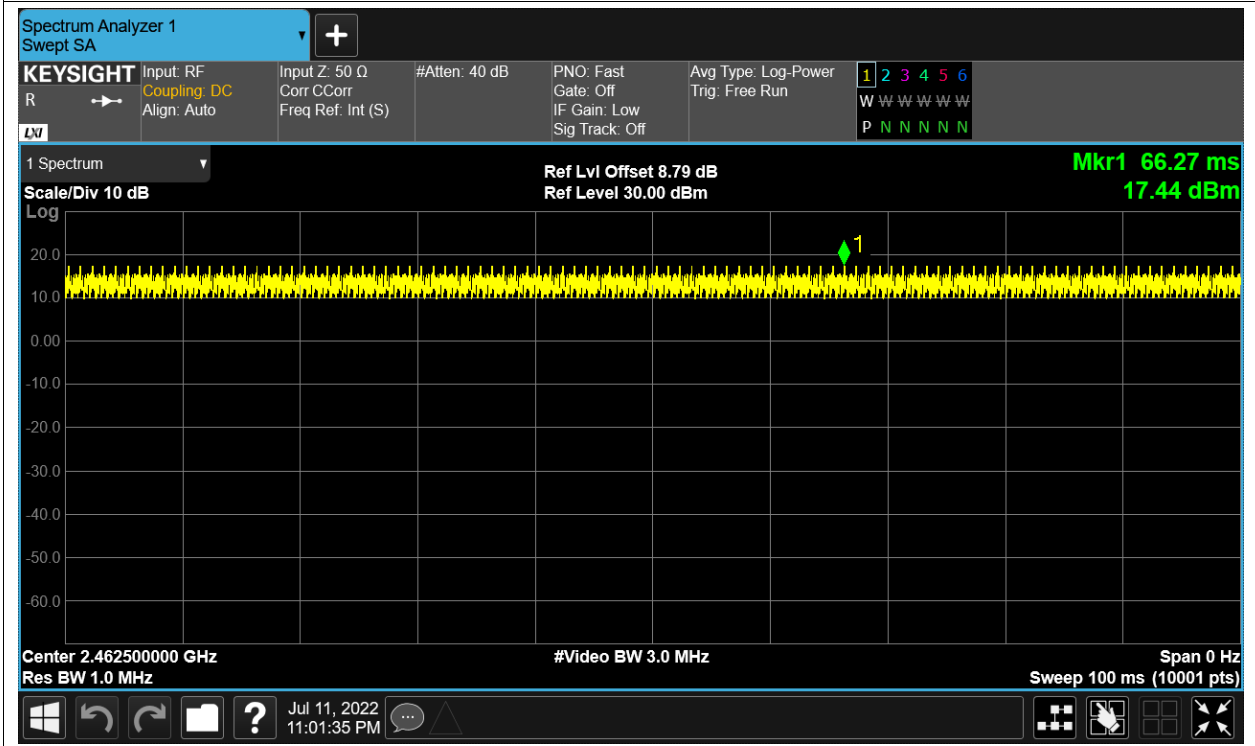 Spectrum Analyzer 1
Swept SA
+
KEYSIGHT
R
LXI
Input: RF
Coupling: DC
Align: Auto
Input Z: 50 Ω
Corr CCorr
Freq Ref: Int (S)
#Atten: 40 dB
PNO: Fast
Gate: Off
IF Gain: Low
Sig Track: Off
Avg Type: Log-Power
Trig: Free Run
1 2 3 4 5 6
W W W W W W
P N N N N N
1 Spectrum
Scale/Div 10 dB
Log
Ref Lvl Offset 8.79 dB
Ref Level 30.00 dBm
Mkr1 66.27 ms
17.44 dBm
1
20.0
10.0
0.00
-10.0
-20.0
-30.0
-40.0
-50.0
-60.0
Center 2.462500000 GHz
#Video BW 3.0 MHz
Span 0 Hz
Res BW 1.0 MHz
Sweep 100 ms (10001 pts)
?
Jul 11, 2022
11:01:35 PM